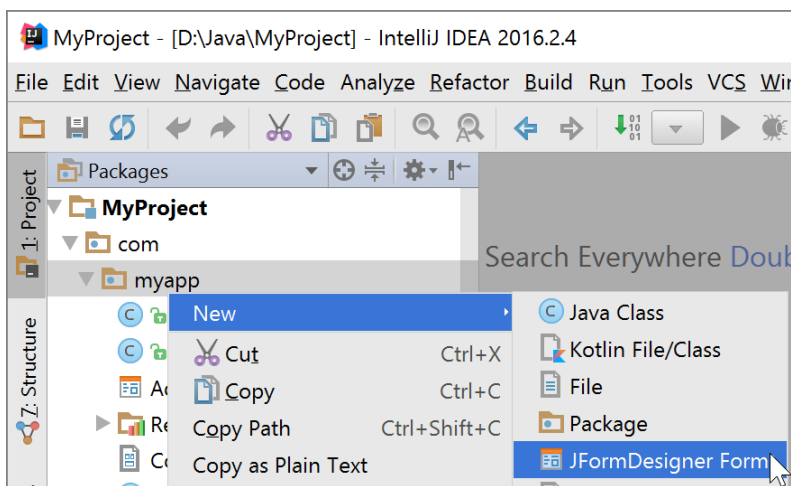 MyProject - [D:\Java\MyProject] - IntelliJ IDEA 2016.2.4
File Edit View Navigate Code Analyze Refactor Build Run Tools VCS
1: Project
Packages
MyProject
com
Search Everywhere
myapp
New
Java Class
Cut Ctrl+X
Kotlin File/Class
Z: Structure
Copy Ctrl+C
File
Copy Path Ctrl+Shift+C
Package
Copy as Plain Text
JFormDesigner Form